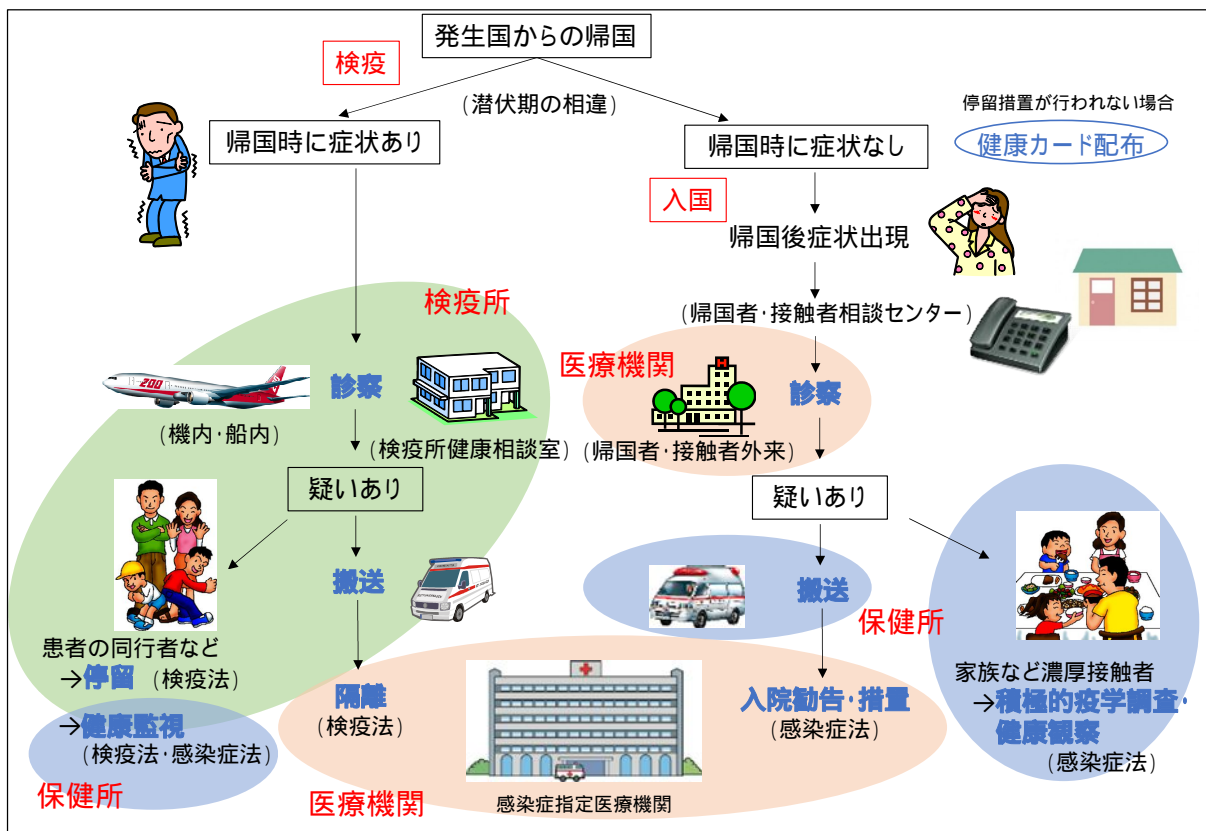 発生国からの帰国
検疫
(潜伏期の相違)
停留措置が行われない場合
健康カード配布
帰国時に症状あり
帰国時に症状なし
入国
帰国後症状出現
検疫所
(帰国者・接触者相談センター)
医療機関
200
診察
H
診察
(機内・船内)
(検疫所健康相談室)
(帰国者・接触者外来)
疑いあり
疑いあり
搬送
搬送
保健所
患者の同行者など
→停留 (検疫法)
→健康監視
(検疫法・感染症法)
保健所
隔離
(検疫法)
医療機関
感染症指定医療機関
入院勧告・措置
(感染症法)
家族など濃厚接触者
→積極的疫学調査・
健康観察
(感染症法)